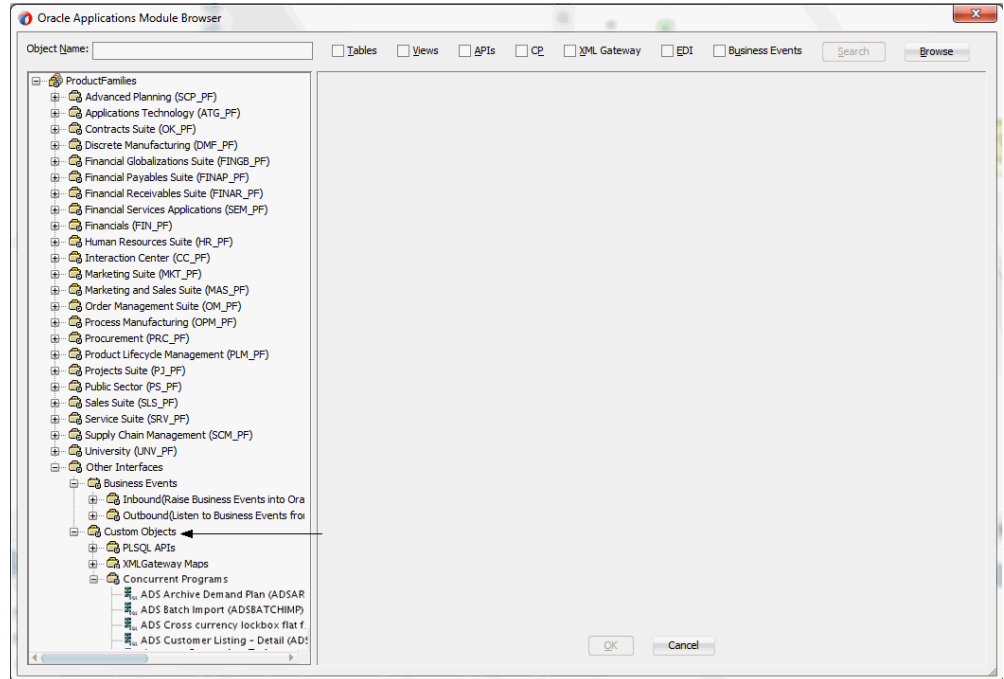 Oracle Applications Module Browser
Object Name:
Tables
Views
APIs
CP
XML Gateway
EDI
Business Events
Search
Browse
ProductFamilies
Advanced Planning (SCP_PF)
Applications Technology (ATG_PF)
Contracts Suite (OK_PF)
Discrete Manufacturing (DMF_PF)
Financial Globalizations Suite (FINGB_PF)
Financial Payables Suite (FINAP_PF)
Financial Receivables Suite (FINAR_PF)
Financial Services Applications (SEM_PF)
Financials (FIN_PF)
Human Resources Suite (HR_PF)
Interaction Center (CC_PF)
Marketing Suite (MKT_PF)
Marketing and Sales Suite (MAS_PF)
Order Management Suite (OM_PF)
Process Manufacturing (OPM_PF)
Procurement (PRC_PF)
Product Lifecycle Management (PLM_PF)
Projects Suite (PJ_PF)
Public Sector (PS_PF)
Sales Suite (SLS_PF)
Service Suite (SRV_PF)
Supply Chain Management (SCM_PF)
University (UNV_PF)
Other Interfaces
Business Events
Inbound(Raise Business Events into Ora
Outbound(Listen to Business Events from
Custom Objects
PLSQL APIs
XMLGateway Maps
Concurrent Programs
ADS Archive Demand Plan (ADSAR
ADS Batch Import (ADSBATCHIMP)
ADS Cross currency lockbox flat f
ADS Customer Listing - Detail (ADS
OK
Cancel